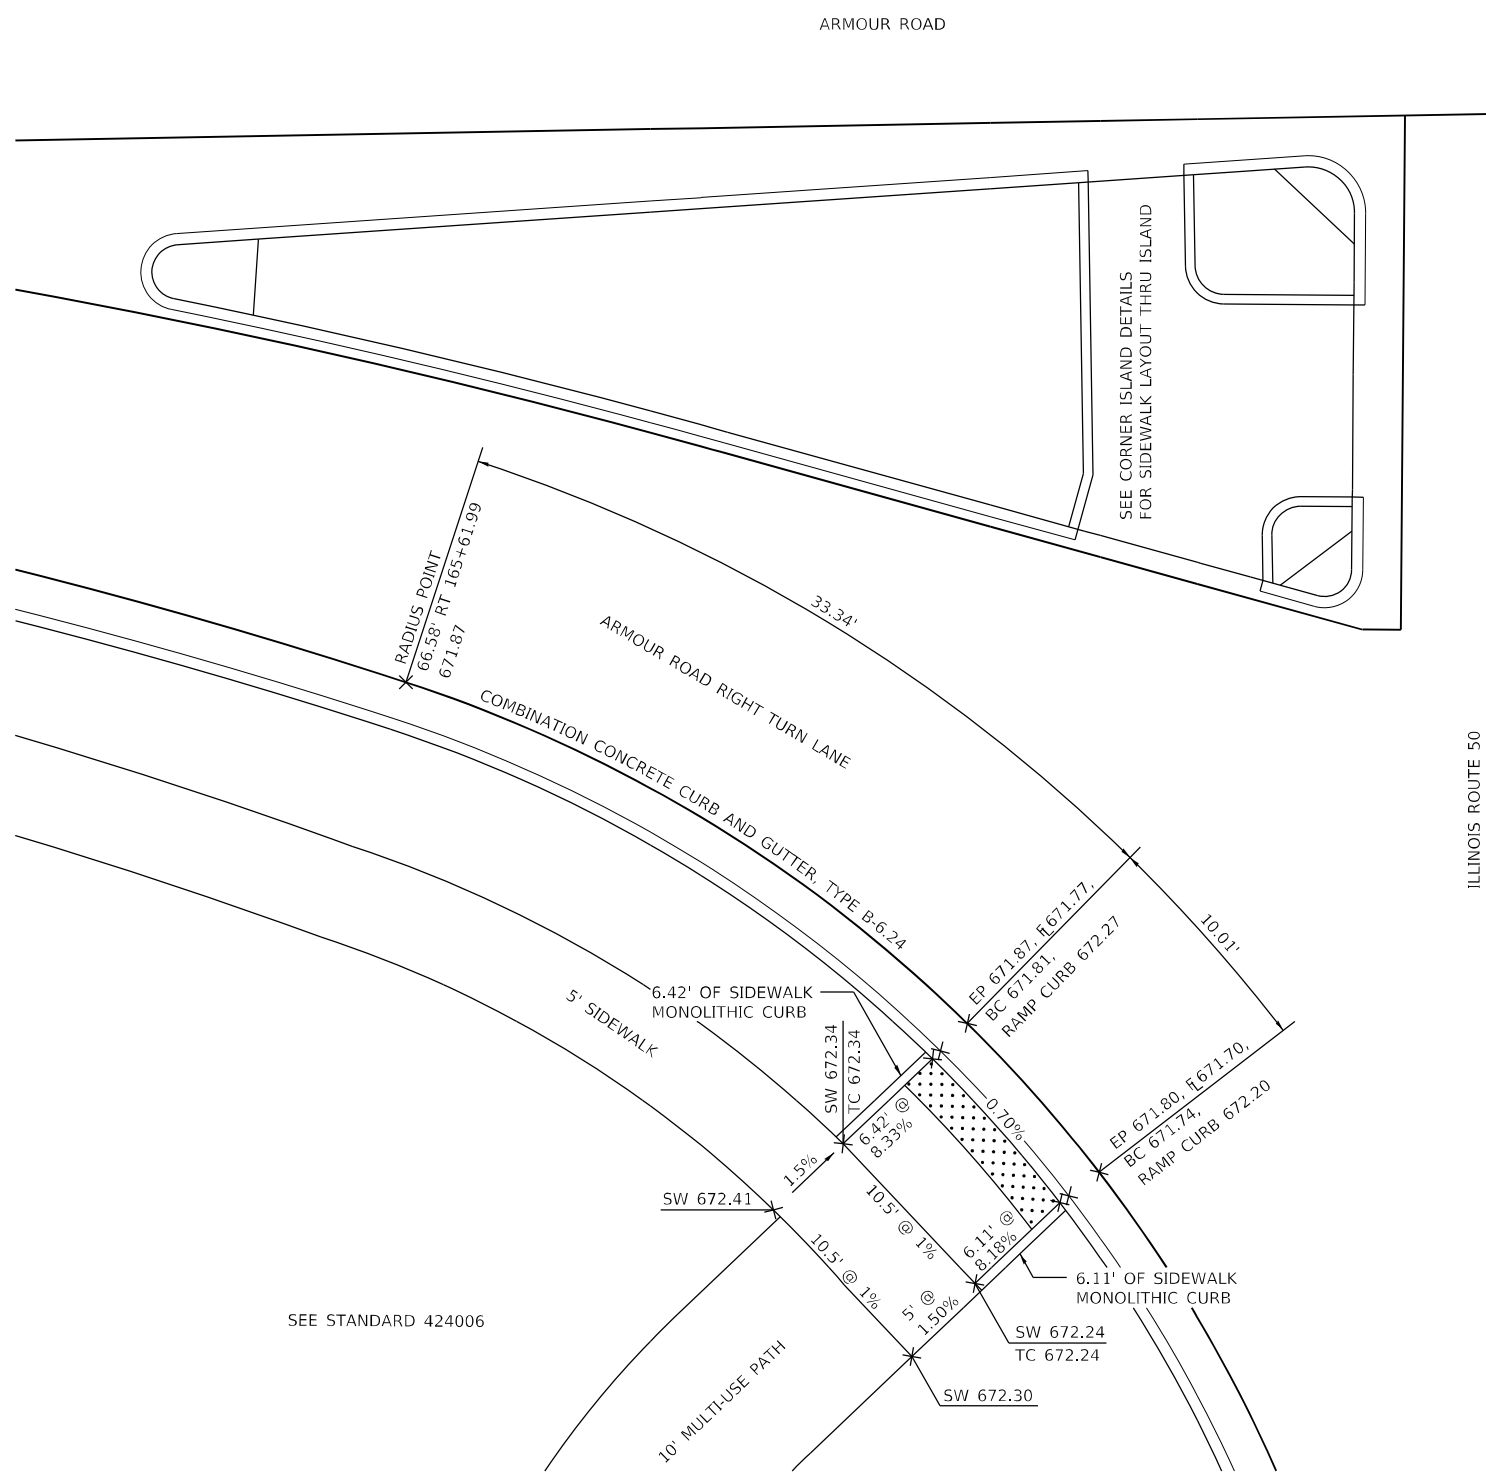 ARMOUR ROAD
SEE CORNER ISLAND DETAILS
FOR SIDEWALK LAYOUT THRU ISLAND
RADIUS POINT
66.58' RT 165+61.99
671.87
33.34'
ARMOUR ROAD RIGHT TURN LANE
COMBINATION CONCRETE CURB AND GUTTER, TYPE B-6.24
ILLINOIS ROUTE 50
10.01'
EP 671.87, FL 671.77,
BC 671.81,
RAMP CURB 672.27
6.42' OF SIDEWALK
MONOLITHIC CURB
5' SIDEWALK
SW 672.34
TC 672.34
EP 671.80, FL 671.70,
BC 671.74,
RAMP CURB 672.20
0.70%
6.42' @
8.33%
1.5%
SW 672.41
10.5' @ 1%
10.5' @ 1%
6.11' @
8.18%
5' @
1.50%
6.11' OF SIDEWALK
MONOLITHIC CURB
SEE STANDARD 424006
SW 672.24
TC 672.24
SW 672.30
10' MULTI-USE PATH